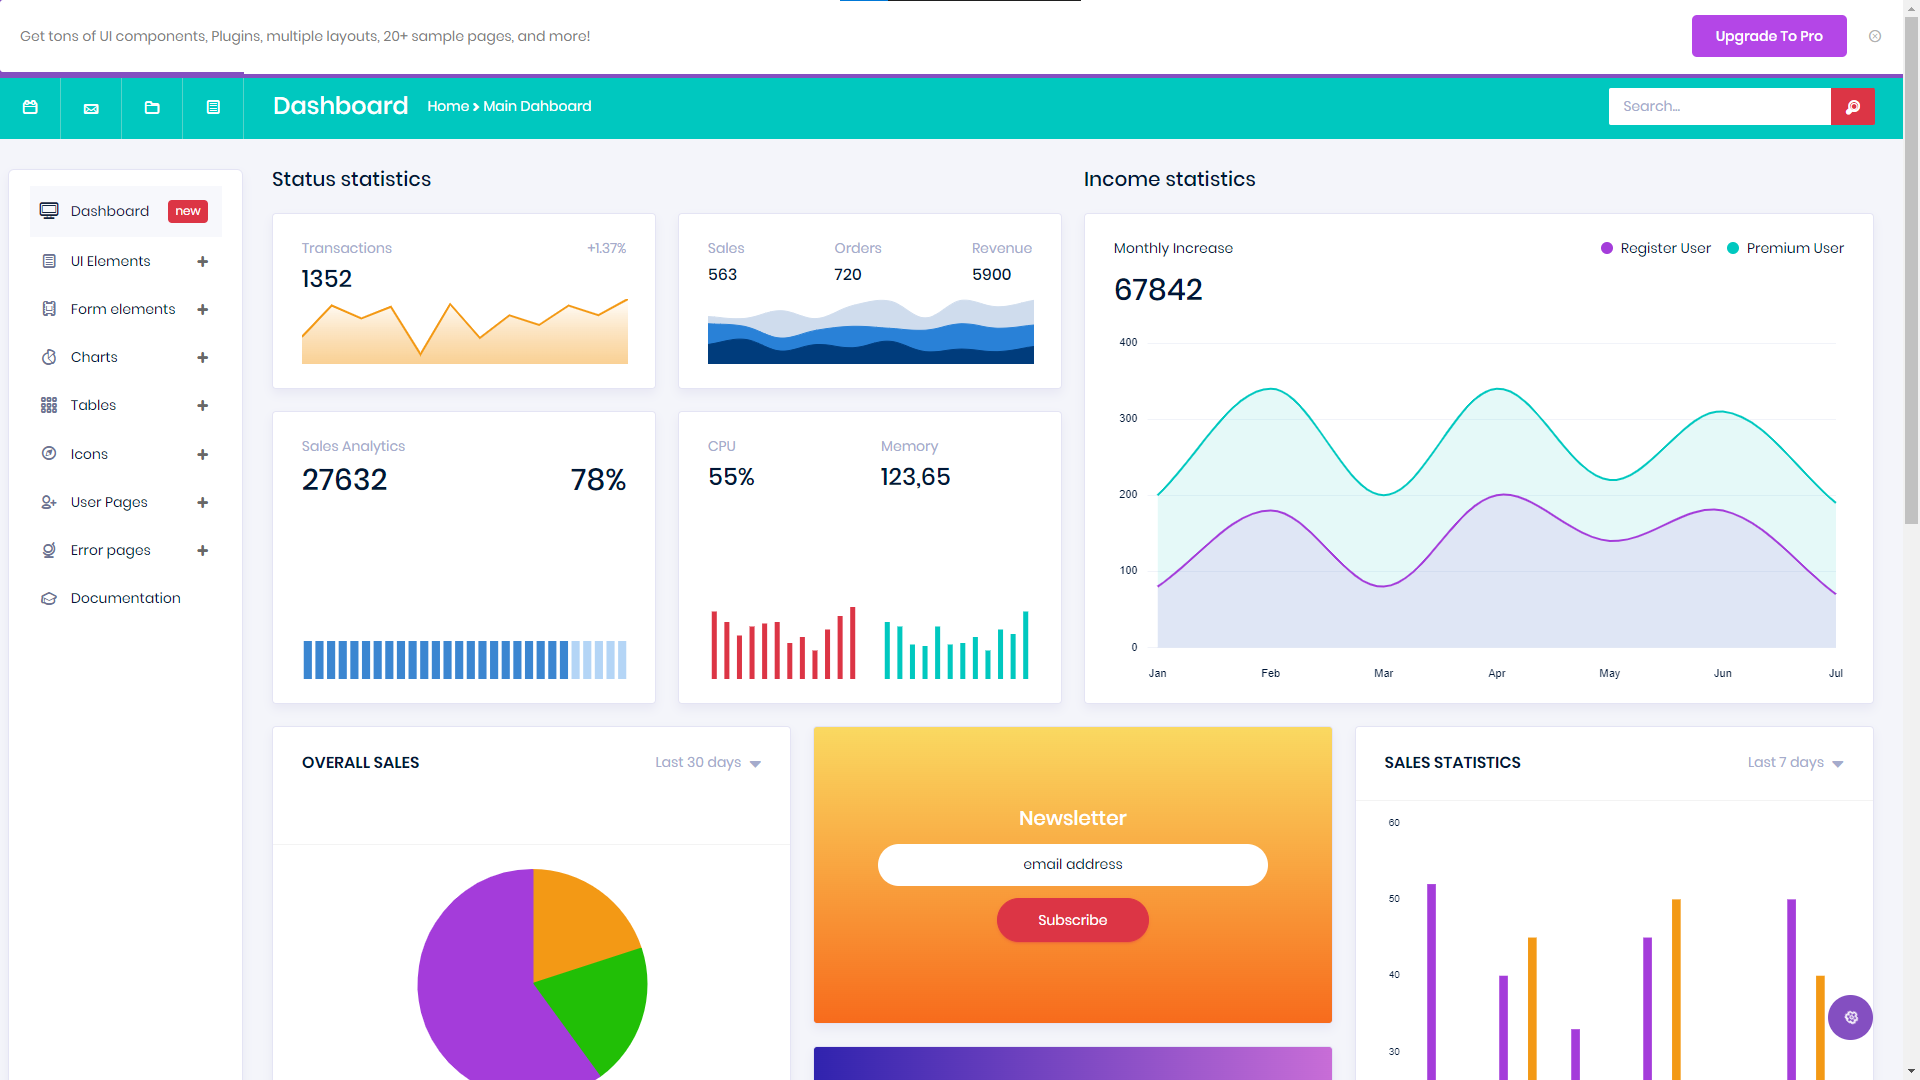 Get tons of UI components, Plugins, multiple layouts, 20+ sample pages, and more!
Upgrade To Pro
Dashboard
Home
Main Dahboard
Search...
Dashboard
new
UI Elements
Form elements
Charts
Tables
Icons
User Pages
Error pages
Documentation
Status statistics
Transactions
+1.37%
1352
Sales
Orders
Revenue
563
720
5900
Sales Analytics
27632
78%
CPU
Memory
55%
123,65
Income statistics
Monthly Increase
Register User
Premium User
67842
400
300
200
100
0
Jan
Feb
Mar
Apr
May
Jun
Jul
OVERALL SALES
Last 30 days
Newsletter
email address
Subscribe
SALES STATISTICS
Last 7 days
60
50
40
30